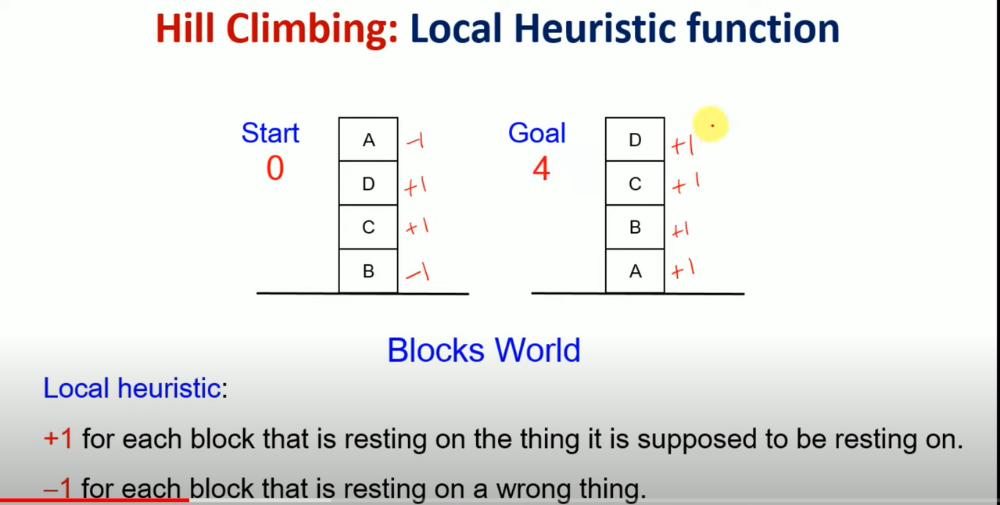 Hill Climbing: Local Heuristic function
Start
0
A -1
D +1
C +1
B -1
Goal
4
D +1
C +1
B +1
A +1
Blocks World
Local heuristic:
+1 for each block that is resting on the thing it is supposed to be resting on.
–1 for each block that is resting on a wrong thing.